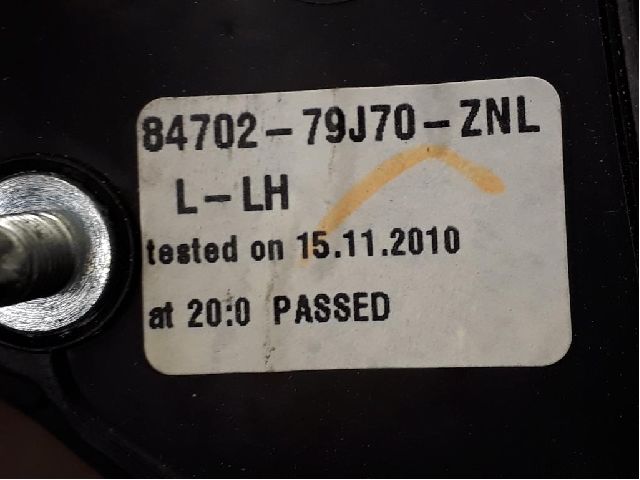 84702-79J70-ZNL
L-LH
tested on 15.11.2010
at 20:0 PASSED